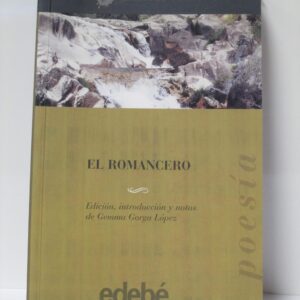 EL ROMANCERO
Edición, introducción y notas
de Gemma Gorga López
poesía
edebé